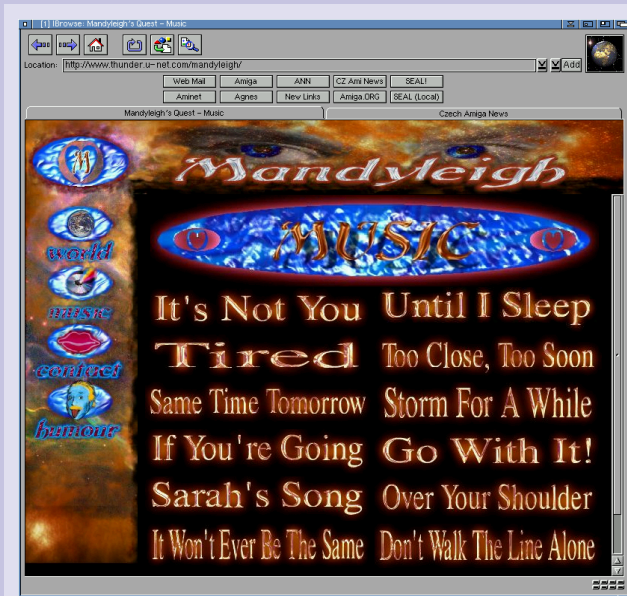 [1] IBrowse: Mandyleigh's Quest – Music
Location: http://www.thunder.u-net.com/mandyleigh/ Add
Web Mail Amiga ANN CZ Ami News SEAL!
Aminet Agnes New Links Amiga.ORG SEAL (Local)
Mandyleigh's Quest – Music Czech Amiga News
M
Mandyleigh
world
music
contact
humour
MUSIC
It's Not You Until I Sleep
Tired Too Close, Too Soon
Same Time Tomorrow Storm For A While
If You're Going Go With It!
Sarah's Song Over Your Shoulder
It Won't Ever Be The Same Don't Walk The Line Alone